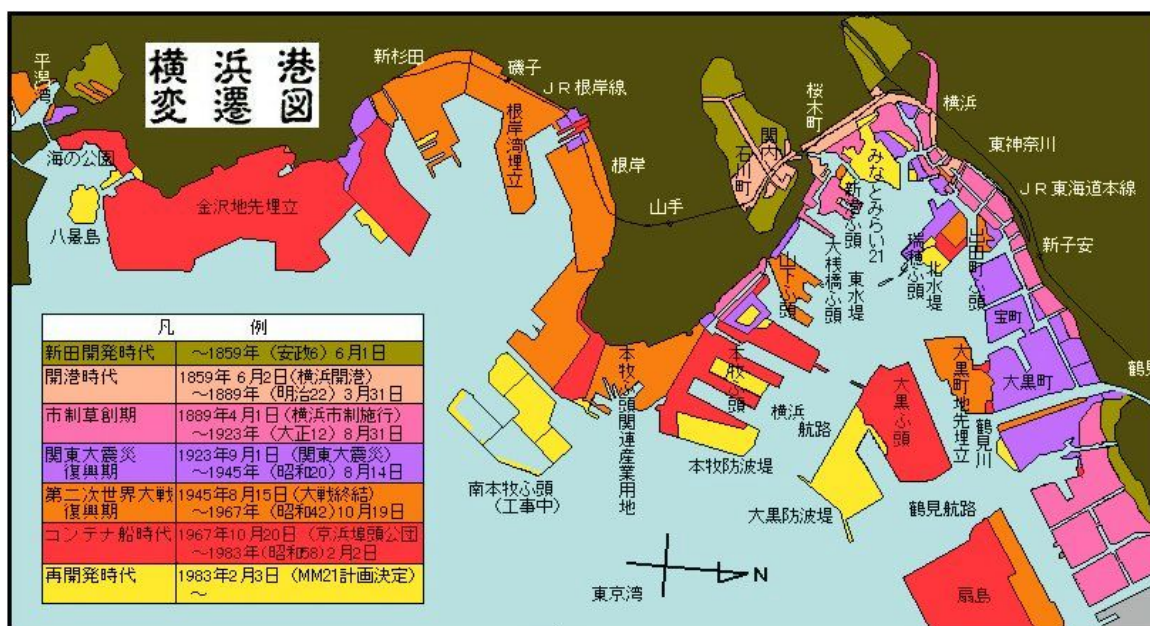 横浜港
変遷図
平潟湾
海の公園
八景島
金沢地先埋立
新杉田
磯子
JR根岸線
根岸湾埋立
根岸
山手
石川町
関内
桜木町
横浜
東神奈川
JR東海道本線
新子安
鶴見
みなとみらい21
新港ふ頭
大桟橋ふ頭
東水堤
山下ふ頭
瑞穂ふ頭
北水堤
山田町ふ頭
宝町
大黒町
大黒町地先埋立
鶴見川
本牧ふ頭
本牧ふ頭関連産業用地
横浜
航路
大黒ふ頭
本牧防波堤
大黒防波堤
鶴見航路
南本牧ふ頭
(工事中)
東京湾
N
扇島
凡 例
新田開発時代 ～1859年(安政6)6月1日
開港時代 1859年6月2日(横浜開港)
～1889年(明治22)3月31日
市制草創期 1889年4月1日(横浜市制施行)
～1923年(大正12)8月31日
関東大震災 1923年9月1日(関東大震災)
復興期 ～1945年(昭和20)8月14日
第二次世界大戦 1945年8月15日(大戦終結)
復興期 ～1967年(昭和42)10月19日
コンテナ船時代 1967年10月20日(京浜埠頭公団)
～1983年(昭和58)2月2日
再開発時代 1983年2月3日(MM21計画決定)
～